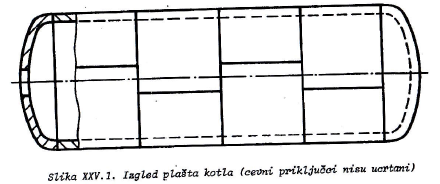 Slika XXV.1. Izgled plašta kotla (cevni priključci nisu ucrtani)